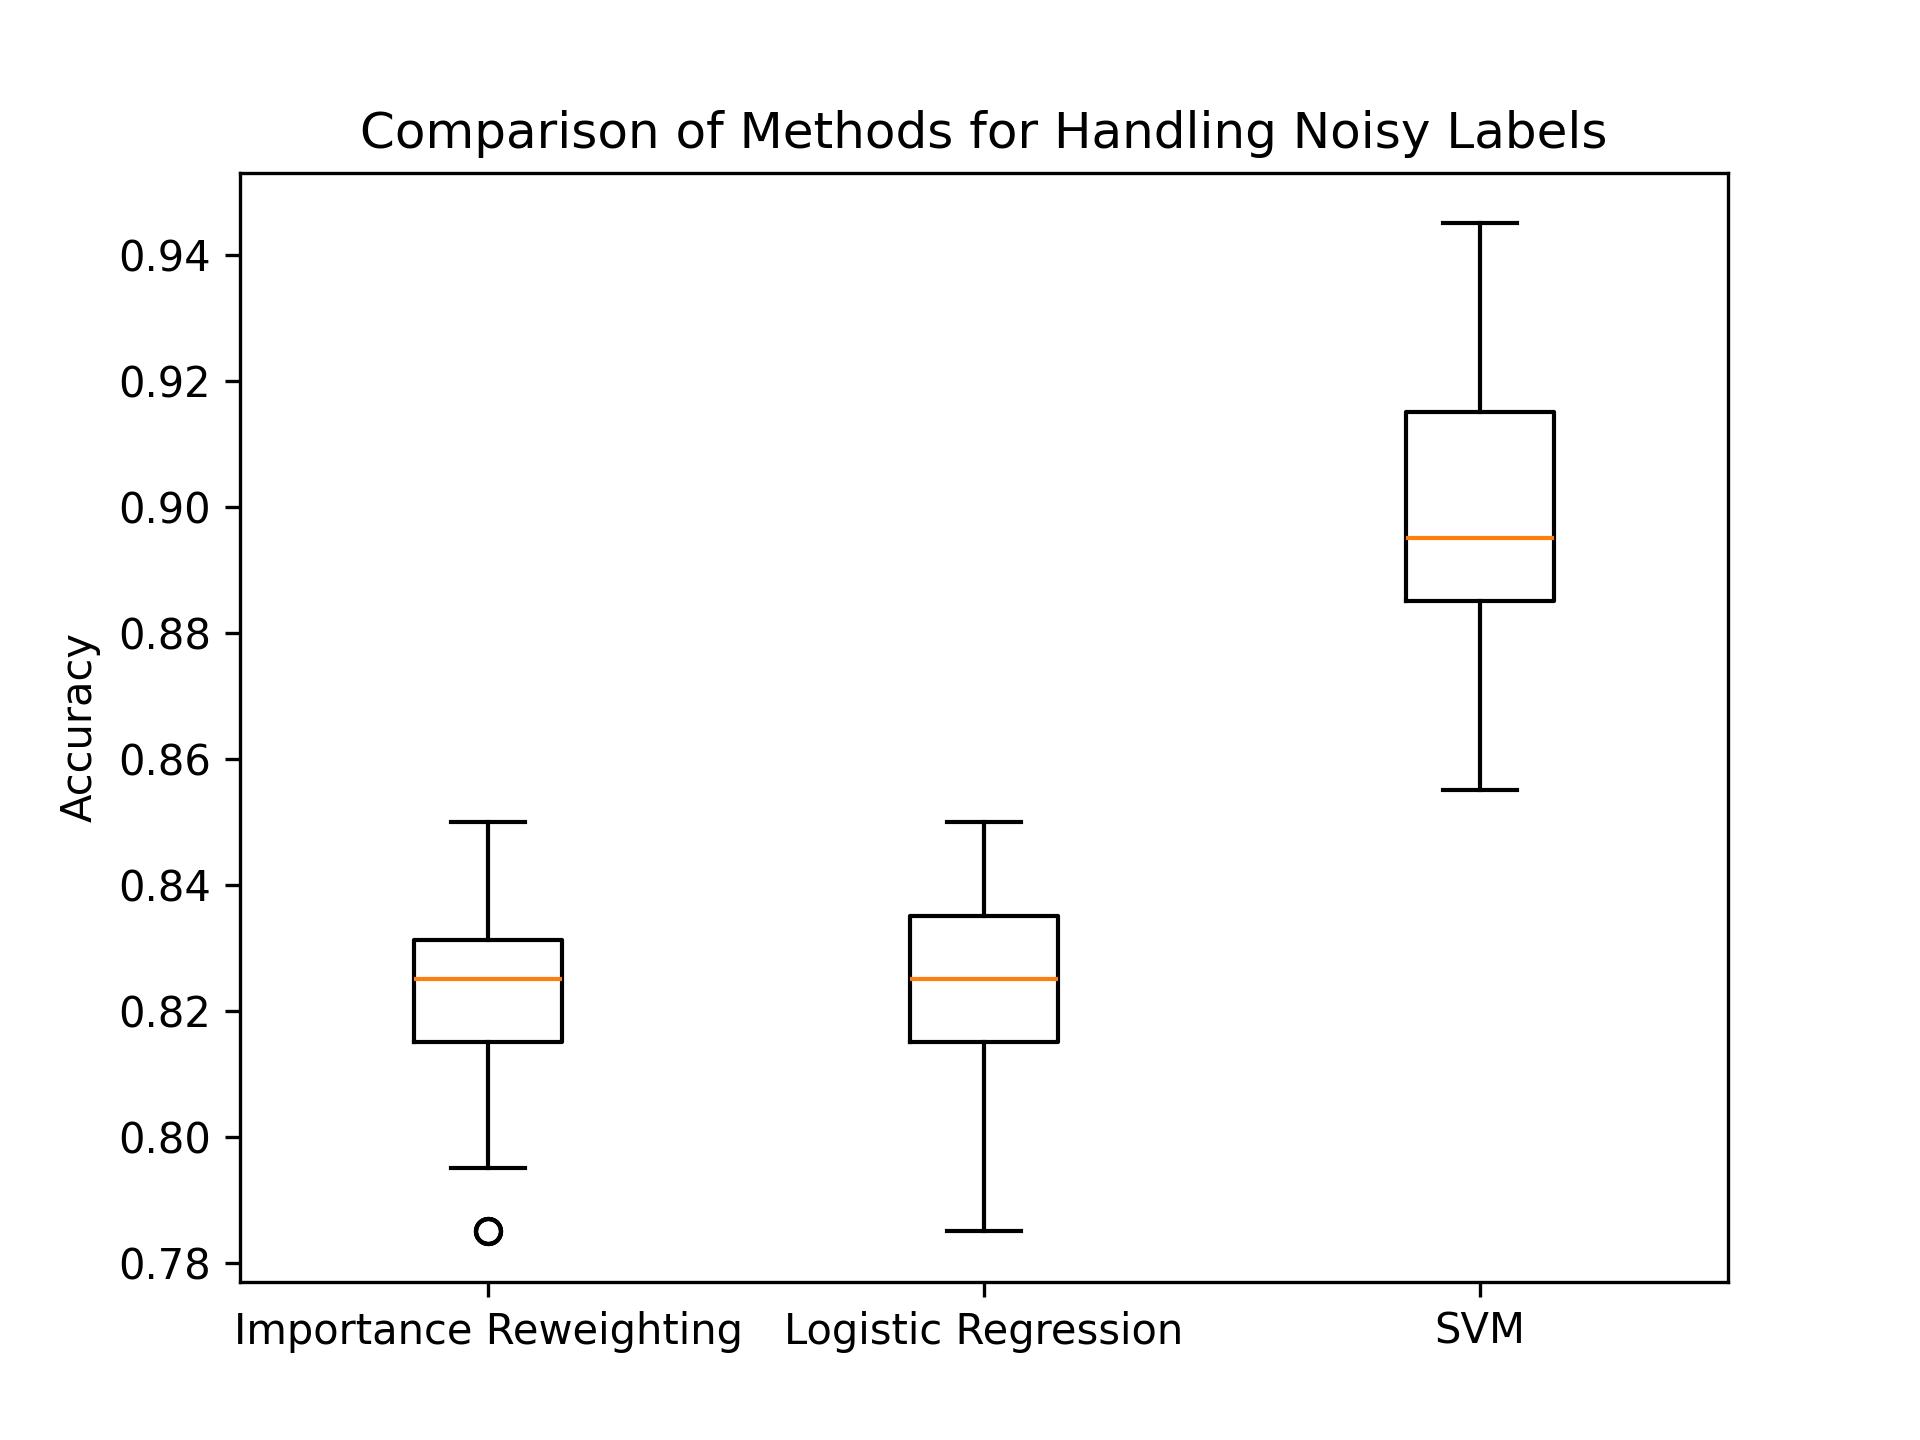 Comparison of Methods for Handling Noisy Labels
0.94
0.92
0.90
0.88
0.86
0.84
0.82
0.80
0.78
Accuracy
Importance Reweighting
Logistic Regression
SVM